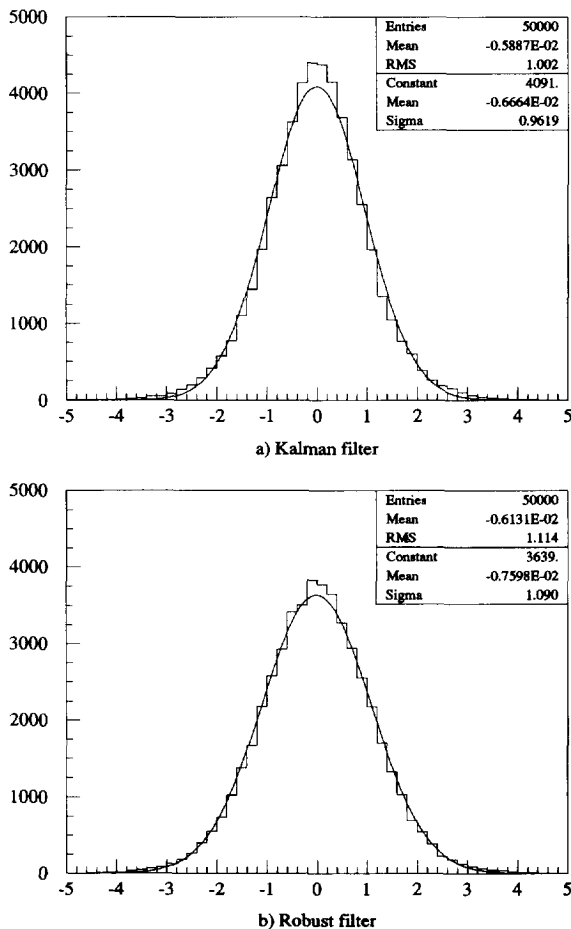 5000
4000
3000
2000
1000
0
Entries 50000
Mean -0.5887E-02
RMS 1.002
Constant 4091.
Mean -0.6664E-02
Sigma 0.9619
-5 -4 -3 -2 -1 0 1 2 3 4 5
a) Kalman filter
5000
4000
3000
2000
1000
0
Entries 50000
Mean -0.6131E-02
RMS 1.114
Constant 3639.
Mean -0.7598E-02
Sigma 1.090
-5 -4 -3 -2 -1 0 1 2 3 4 5
b) Robust filter